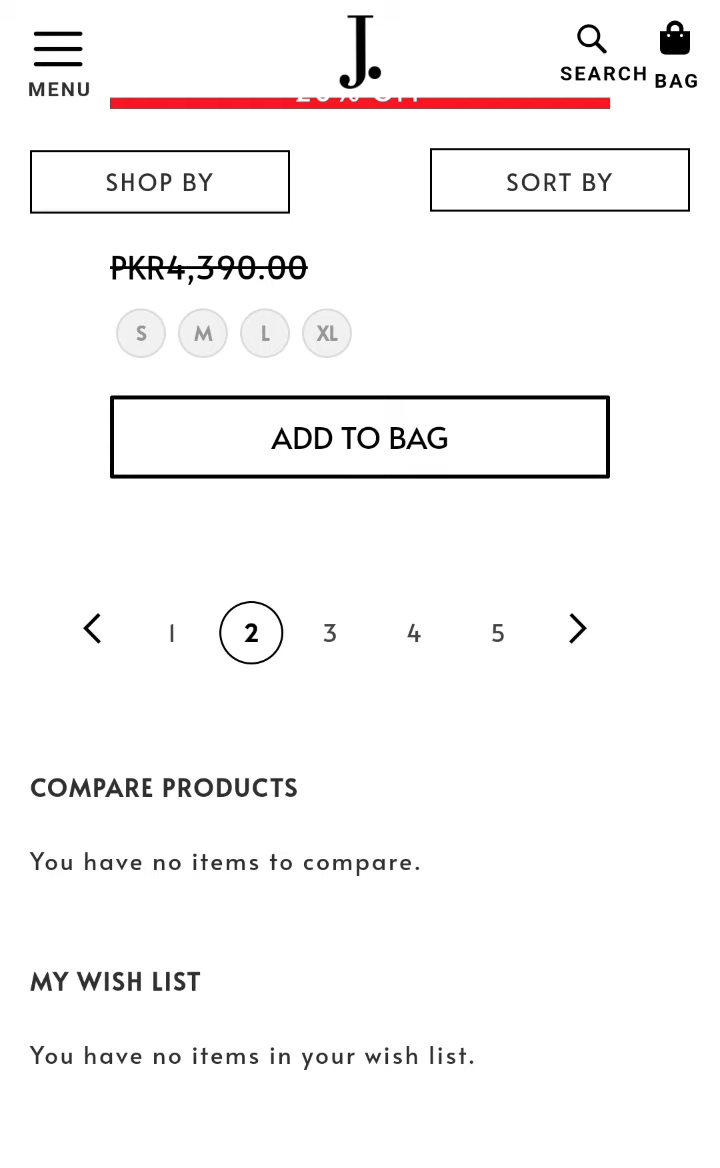 J.
MENU
SEARCH
BAG
SHOP BY
SORT BY
PKR4,390.00
S M L XL
ADD TO BAG
1 2 3 4 5
COMPARE PRODUCTS
You have no items to compare.
MY WISH LIST
You have no items in your wish list.